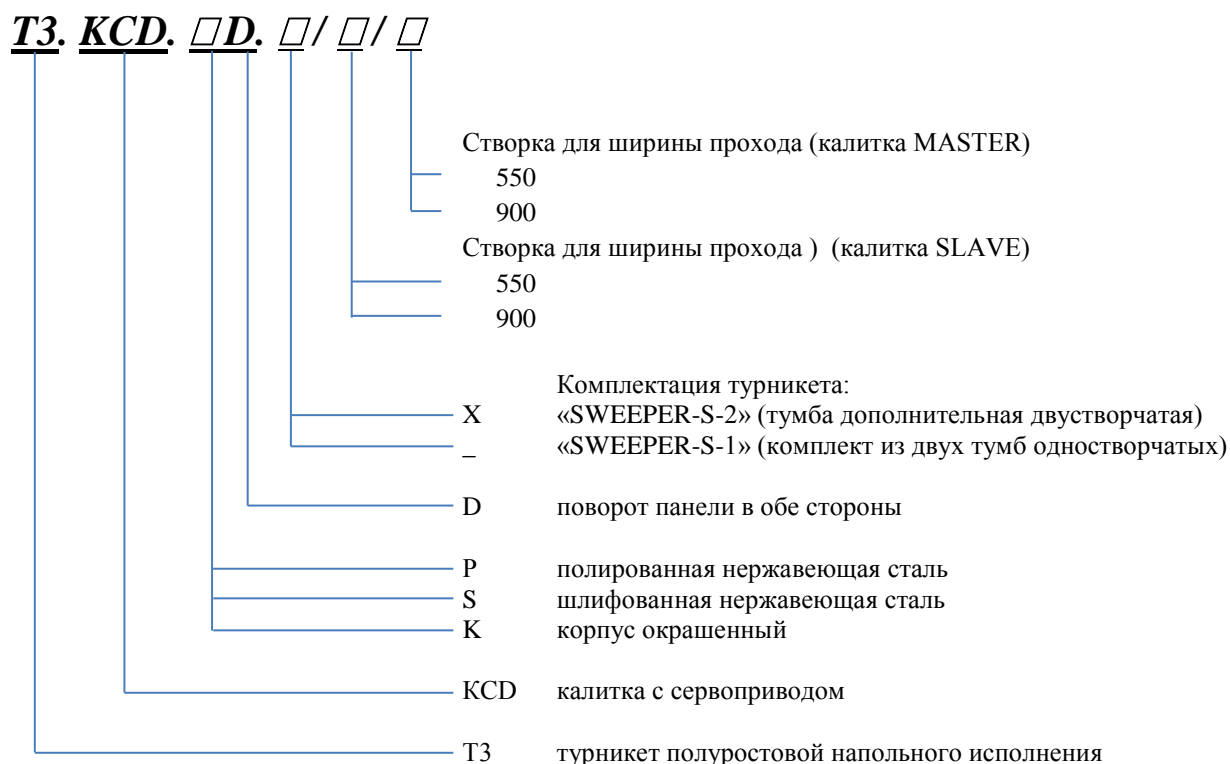 T3. KCD. □D. □/ □/ □
Створка для ширины прохода (калитка MASTER)
550
900
Створка для ширины прохода ) (калитка SLAVE)
550
900
Комплектация турникета:
X «SWEEPER-S-2» (тумба дополнительная двустворчатая)
_ «SWEEPER-S-1» (комплект из двух тумб одностворчатых)
D поворот панели в обе стороны
P полированная нержавеющая сталь
S шлифованная нержавеющая сталь
K корпус окрашенный
KCD калитка с сервоприводом
T3 турникет полуростовой напольного исполнения